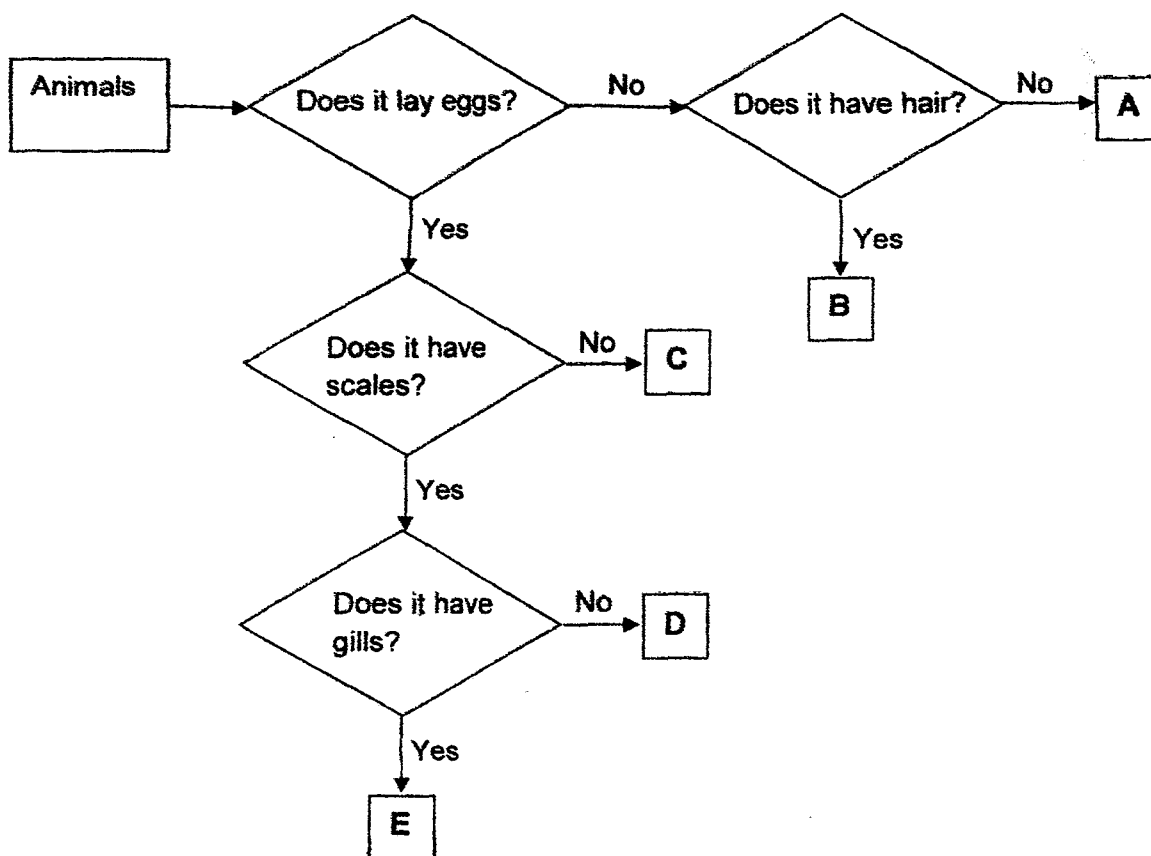 Animals
Does it lay eggs?
No
Does it have hair?
No
A
Yes
Yes
B
Does it have
scales?
No
C
Yes
Does it have
gills?
No
D
Yes
E